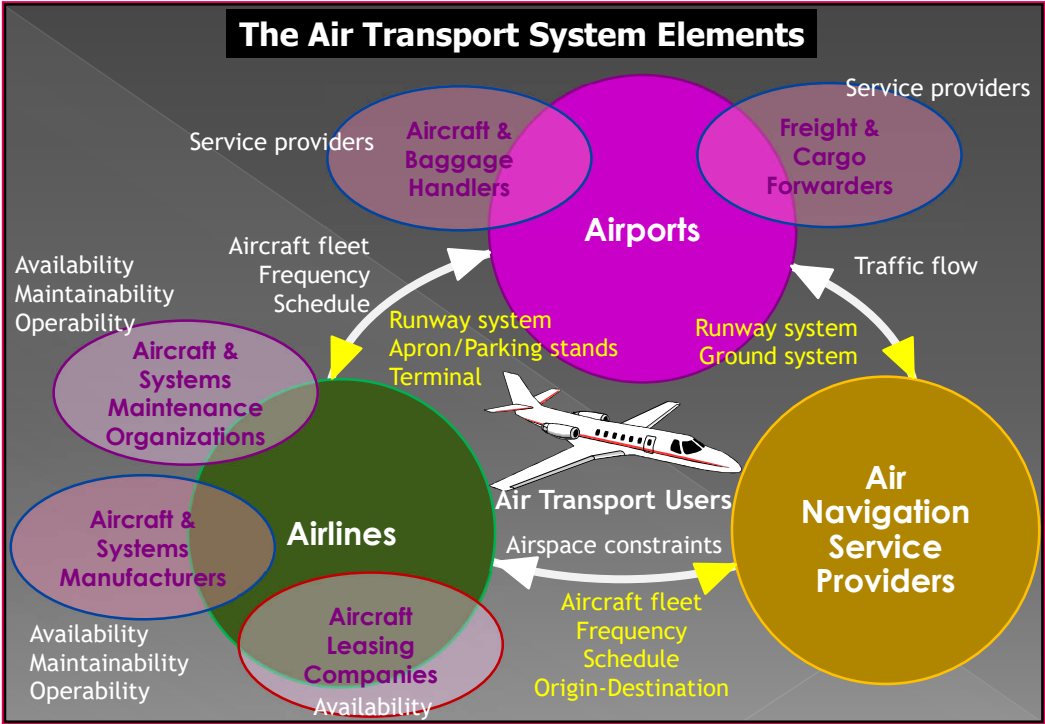 The Air Transport System Elements
Service providers
Service providers
Aircraft &
Baggage
Handlers
Freight &
Cargo
Forwarders
Airports
Aircraft fleet
Frequency
Schedule
Traffic flow
Availability
Maintainability
Operability
Runway system
Apron/Parking stands
Terminal
Runway system
Ground system
Aircraft &
Systems
Maintenance
Organizations
Air Transport Users
Air
Navigation
Service
Providers
Aircraft &
Systems
Manufacturers
Airlines
Airspace constraints
Aircraft fleet
Frequency
Schedule
Origin-Destination
Aircraft
Leasing
Companies
Availability
Availability
Maintainability
Operability